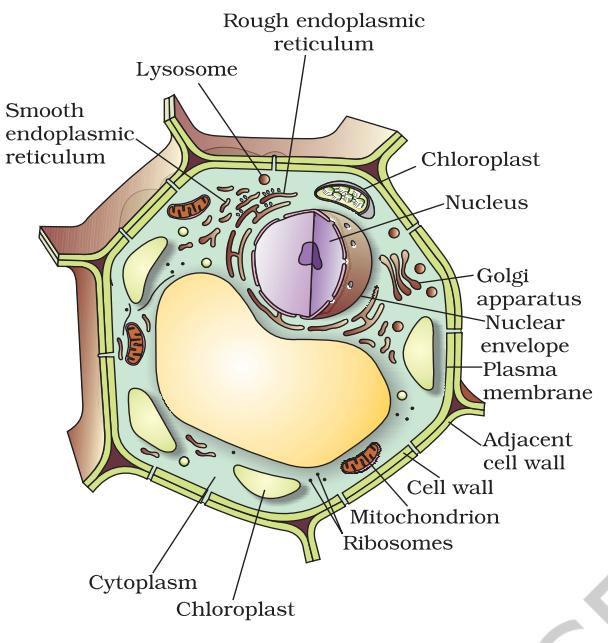 Rough endoplasmic
reticulum
Lysosome
Smooth
endoplasmic
reticulum
Chloroplast
Nucleus
Golgi
apparatus
Nuclear
envelope
Plasma
membrane
Adjacent
cell wall
Cell wall
Mitochondrion
Ribosomes
Cytoplasm
Chloroplast